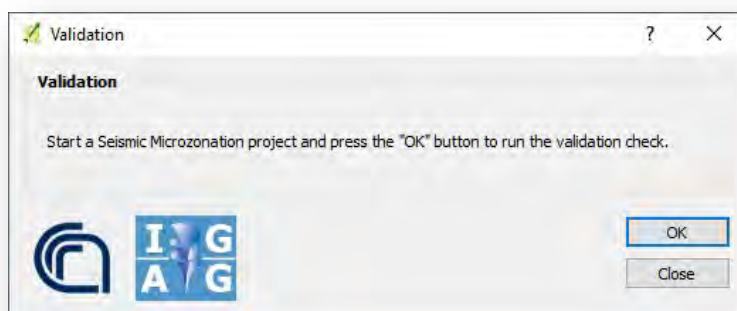 Validation
?
Validation
Start a Seismic Microzonation project and press the "OK" button to run the validation check.
I G
A G
OK
Close